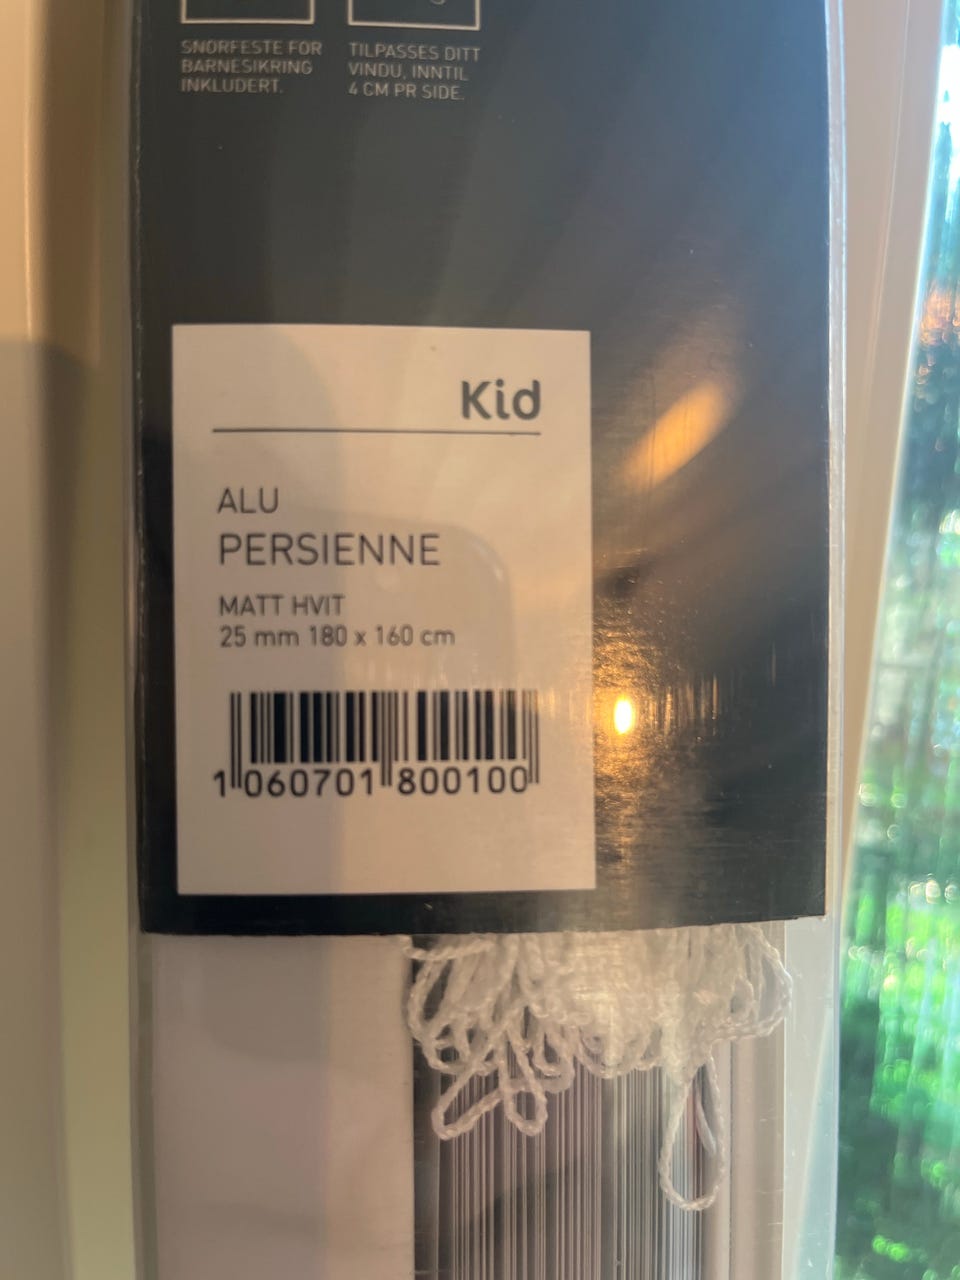 SNORFESTE FOR
BARNESIKRING
INKLUDERT.
TILPASSES DITT
VINDU, INNTIL
4 CM PR SIDE.
Kid
ALU
PERSIENNE
MATT HVIT
25 mm 180 x 160 cm
1 060701 800100